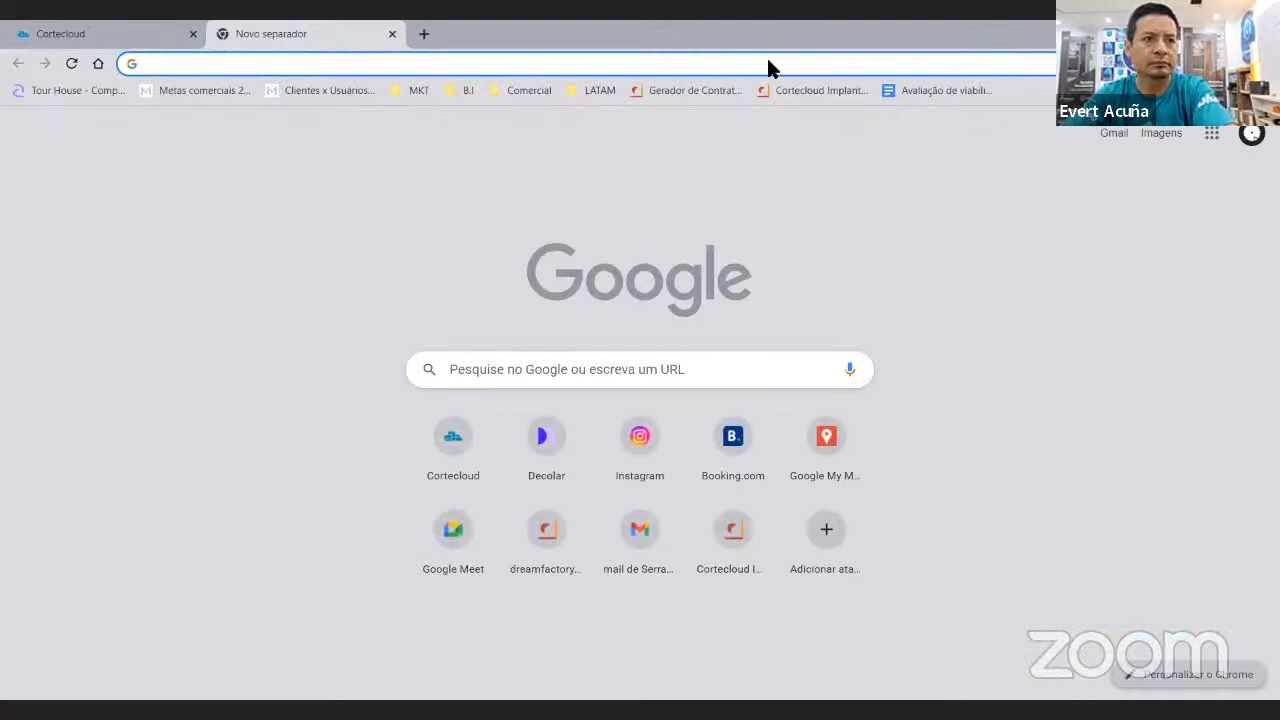 Cortecloud
Novo separador
Tour House - Comp...
Metas comerciais 2...
Clientes x Usuários...
MKT
B.I
Comercial
LATAM
Gerador de Contrat...
Cortecloud Implant...
Avaliação de viabili...
Evert Acuña
Gmail
Imagens
Google
Pesquise no Google ou escreva um URL
Cortecloud
Decolar
Instagram
B.
Booking.com
Google My M...
Google Meet
dreamfactory...
mail de Serra...
Cortecloud I...
Adicionar ata...
zoom
Personalizar o Chrome